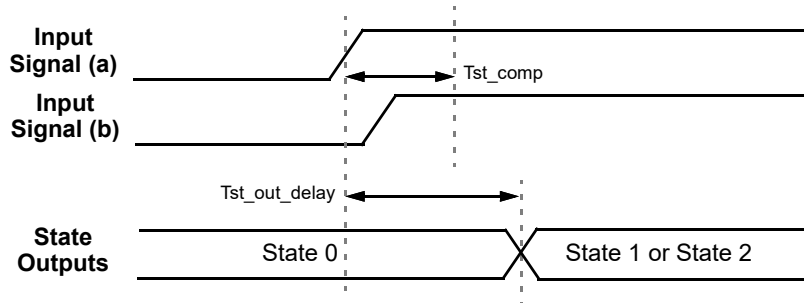 Input
Signal (a)
Tst_comp
Input
Signal (b)
Tst_out_delay
State
Outputs
State 0
State 1 or State 2